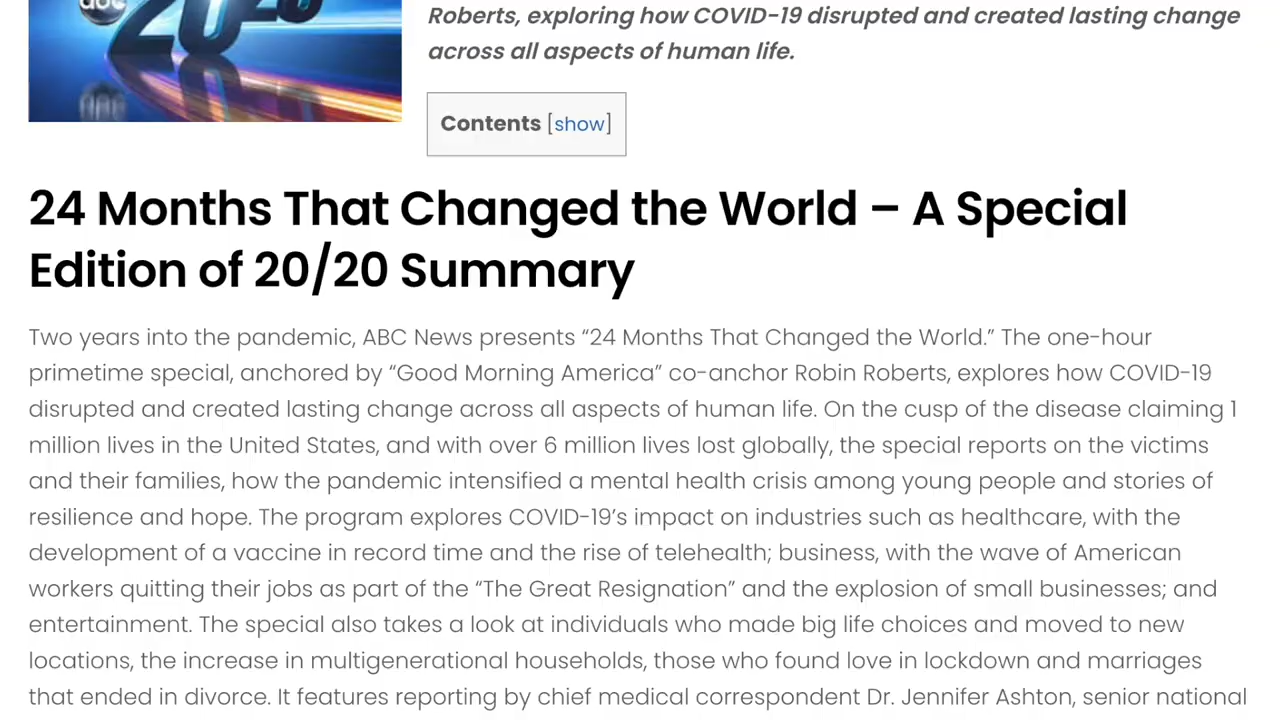 abc
20/20
Roberts, exploring how COVID-19 disrupted and created lasting change
across all aspects of human life.
Contents [show]
24 Months That Changed the World – A Special
Edition of 20/20 Summary
Two years into the pandemic, ABC News presents “24 Months That Changed the World.” The one-hour
primetime special, anchored by “Good Morning America” co-anchor Robin Roberts, explores how COVID-19
disrupted and created lasting change across all aspects of human life. On the cusp of the disease claiming 1
million lives in the United States, and with over 6 million lives lost globally, the special reports on the victims
and their families, how the pandemic intensified a mental health crisis among young people and stories of
resilience and hope. The program explores COVID-19’s impact on industries such as healthcare, with the
development of a vaccine in record time and the rise of telehealth; business, with the wave of American
workers quitting their jobs as part of the “The Great Resignation” and the explosion of small businesses; and
entertainment. The special also takes a look at individuals who made big life choices and moved to new
locations, the increase in multigenerational households, those who found love in lockdown and marriages
that ended in divorce. It features reporting by chief medical correspondent Dr. Jennifer Ashton, senior national